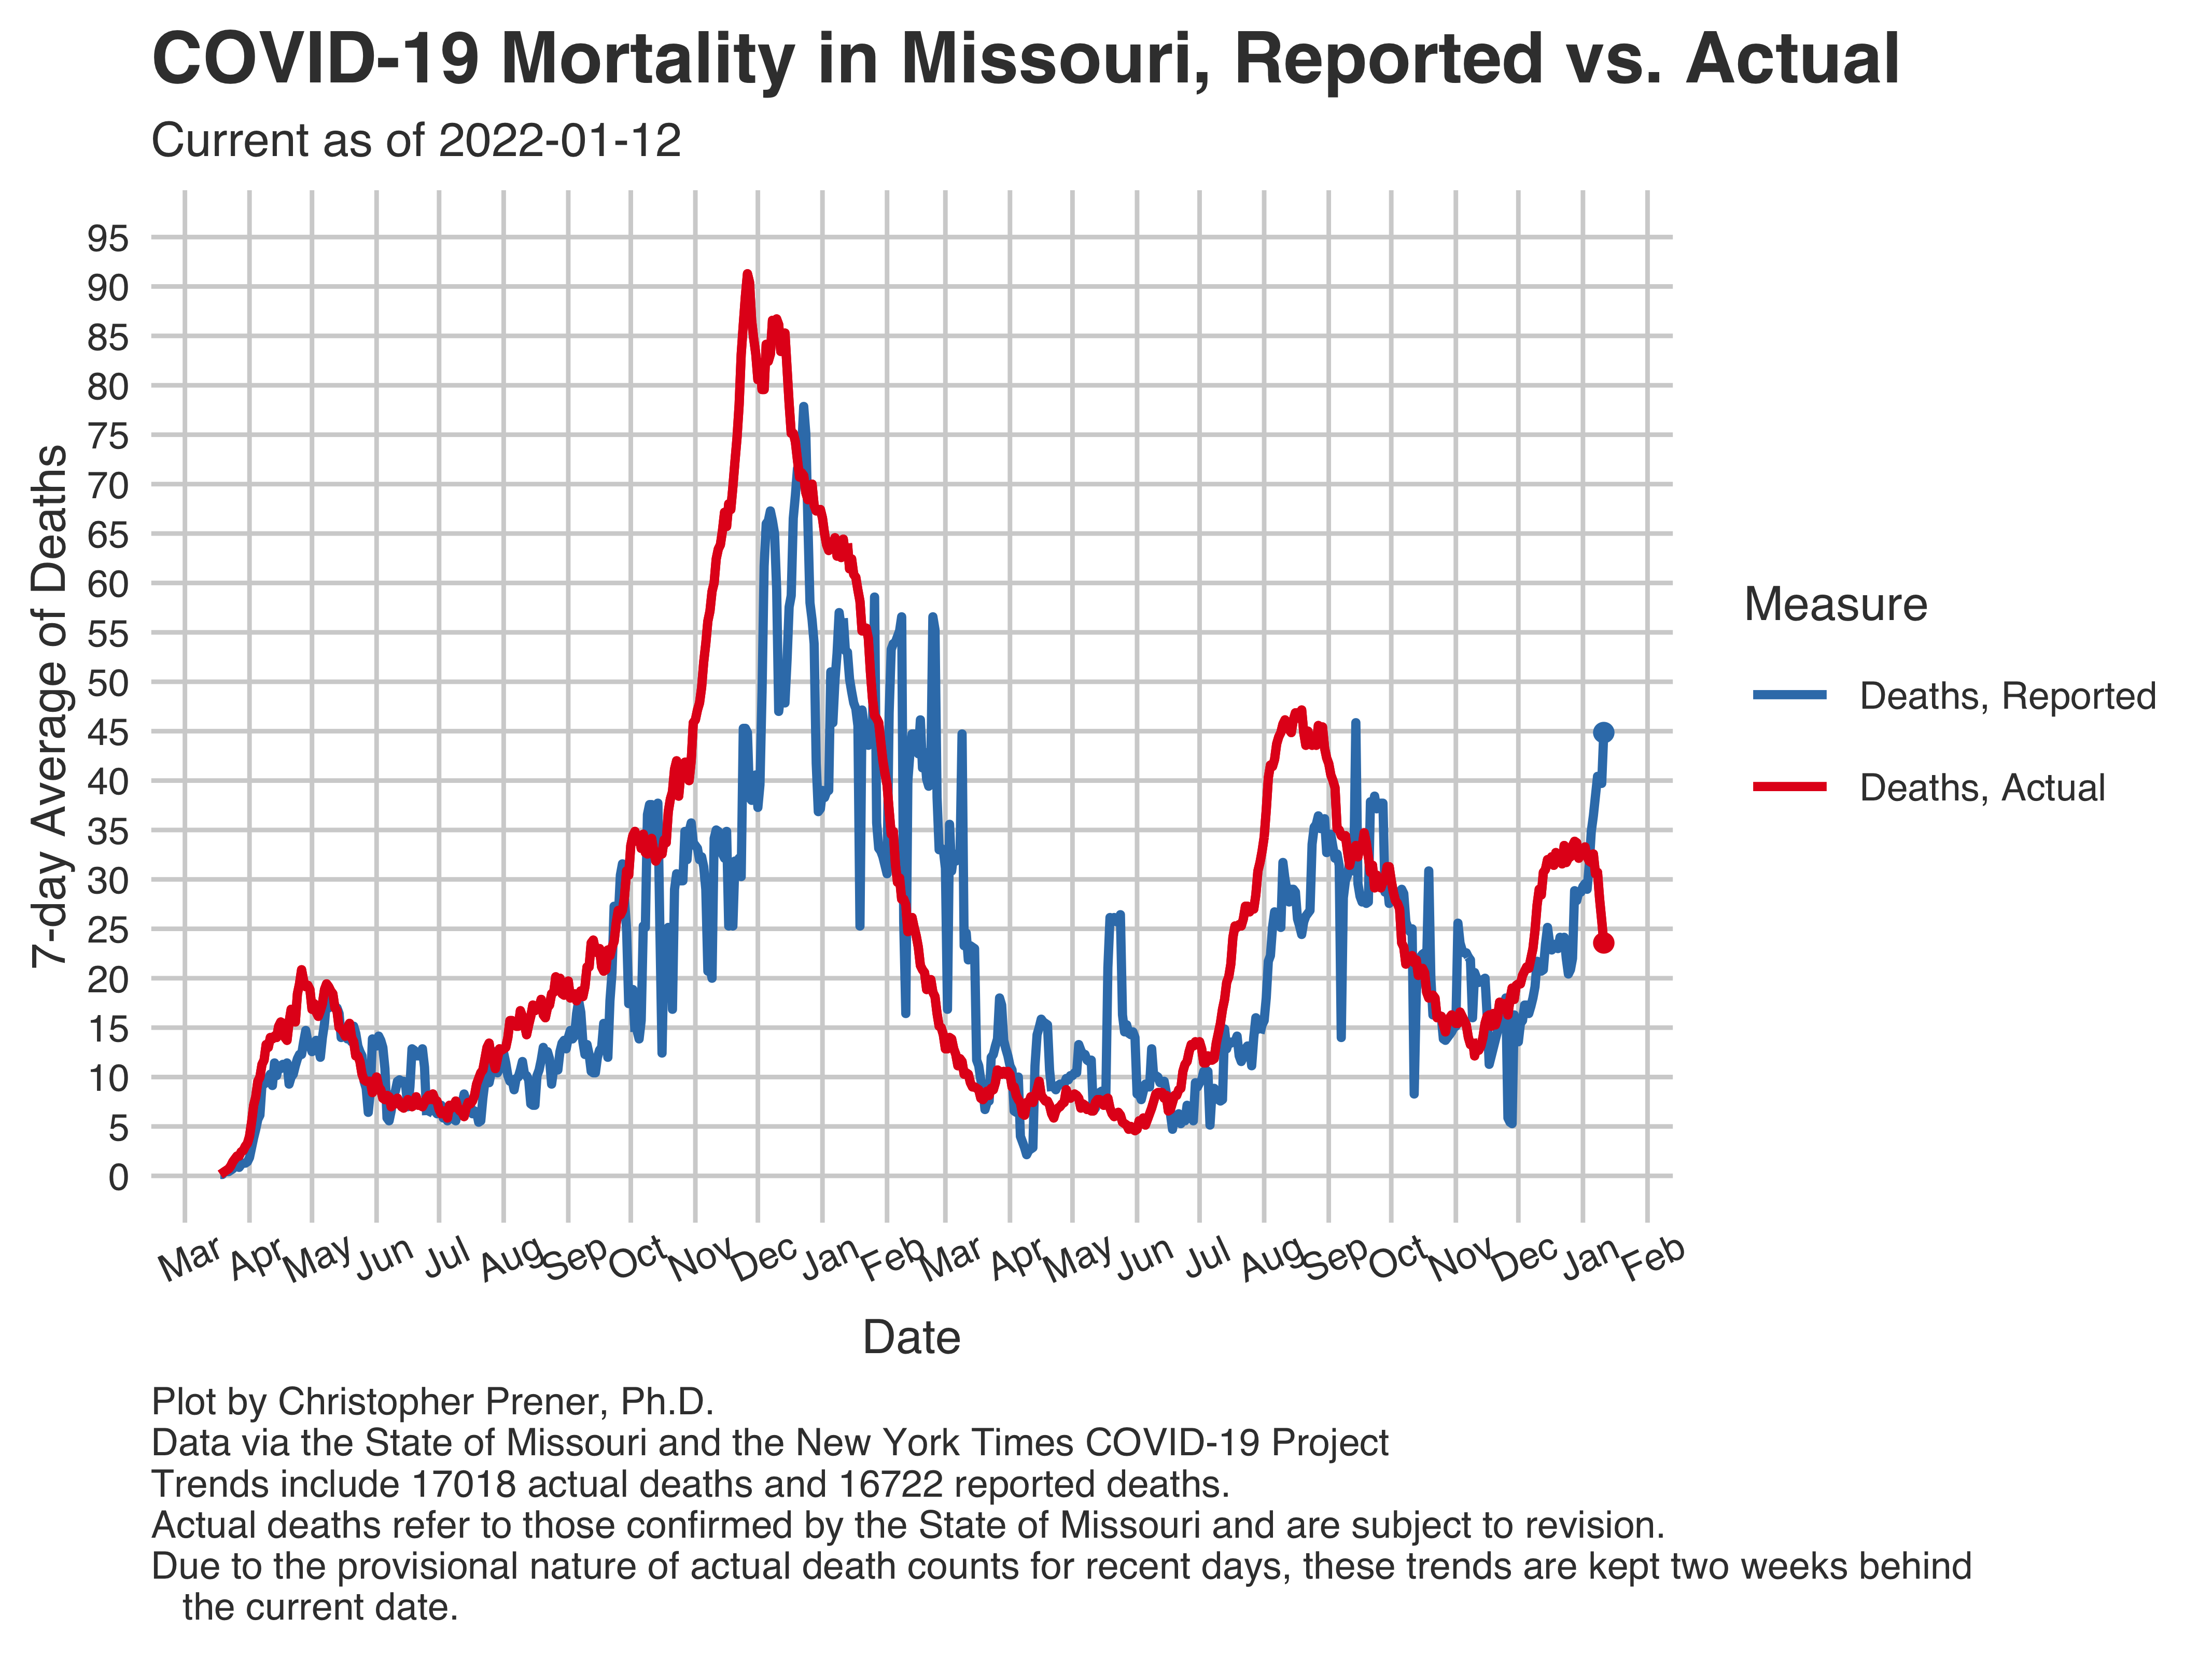 COVID-19 Mortality in Missouri, Reported vs. Actual
Current as of 2022-01-12
95
90
85
80
75
70
65
60
55
50
45
40
35
30
25
20
15
10
5
0
7-day Average of Deaths
Mar Apr May Jun Jul Aug Sep Oct Nov Dec Jan Feb Mar Apr May Jun Jul Aug Sep Oct Nov Dec Jan Feb
Date
Measure
Deaths, Reported
Deaths, Actual
Plot by Christopher Prener, Ph.D.
Data via the State of Missouri and the New York Times COVID-19 Project
Trends include 17018 actual deaths and 16722 reported deaths.
Actual deaths refer to those confirmed by the State of Missouri and are subject to revision.
Due to the provisional nature of actual death counts for recent days, these trends are kept two weeks behind
the current date.